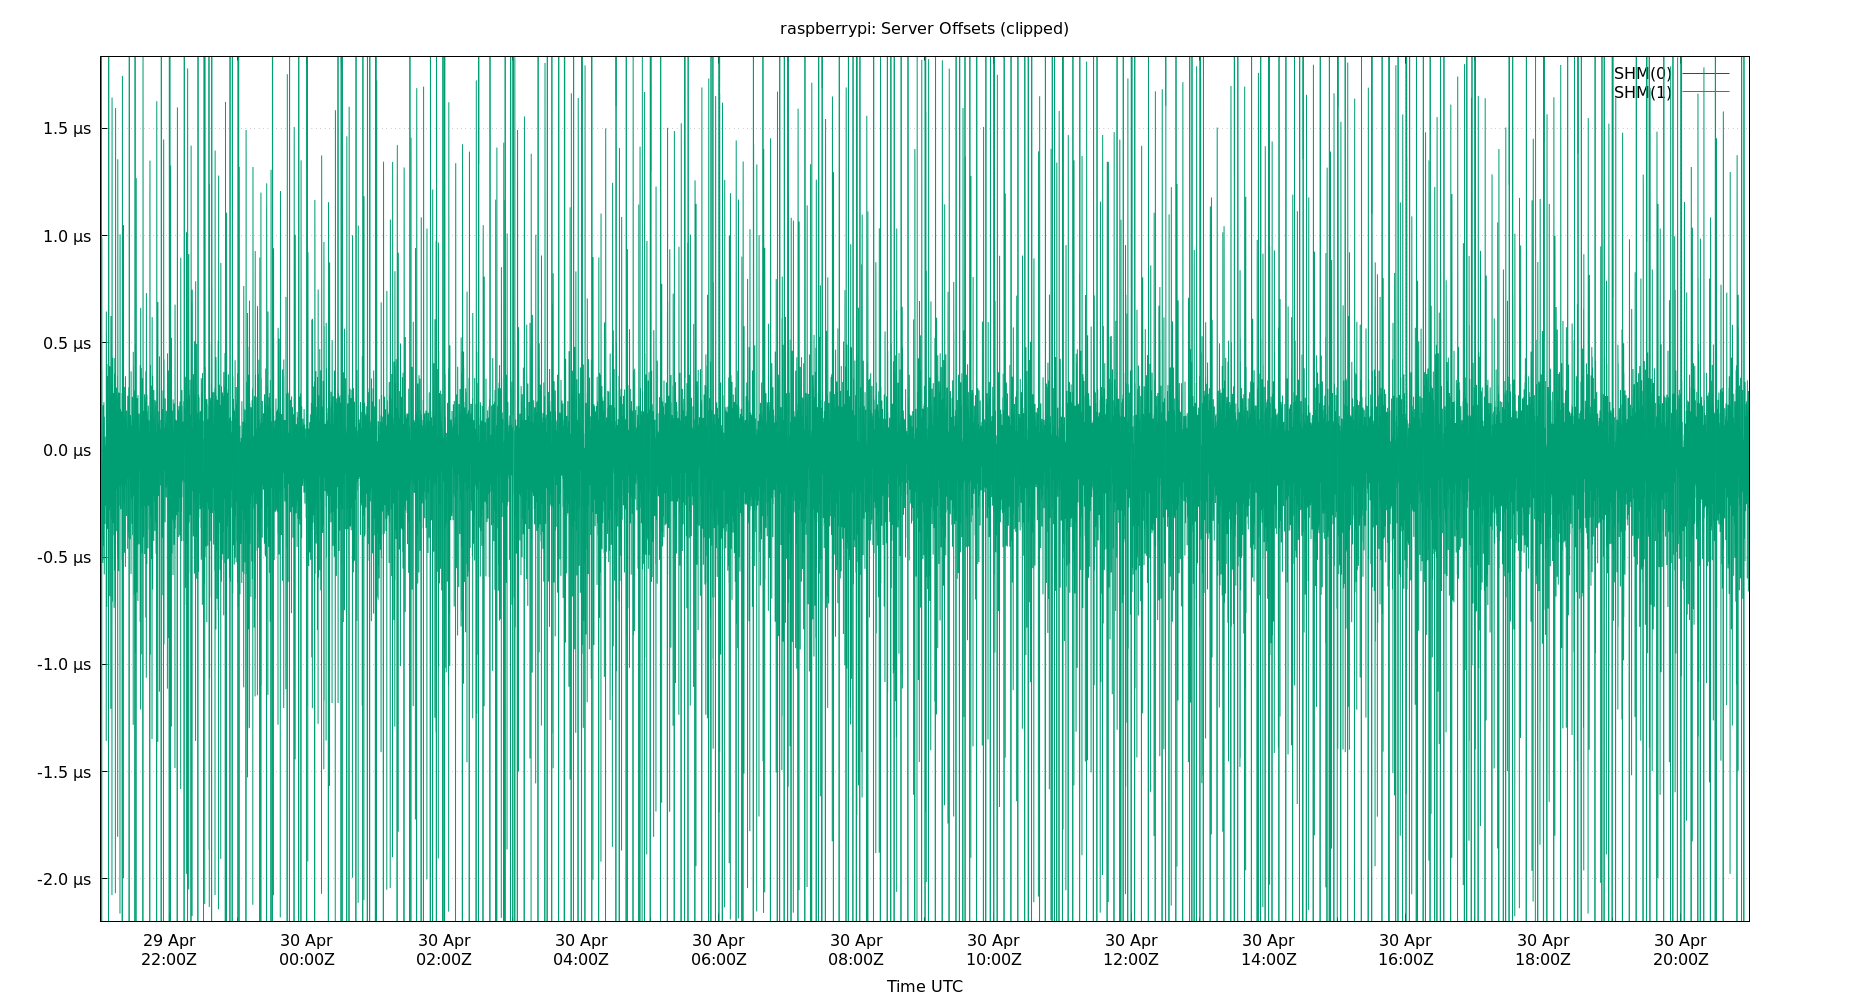 raspberrypi: Server Offsets (clipped)
SHM(0)
SHM(1)
1.5 µs
1.0 µs
0.5 µs
0.0 µs
-0.5 µs
-1.0 µs
-1.5 µs
-2.0 µs
29 Apr 30 Apr 30 Apr 30 Apr 30 Apr 30 Apr 30 Apr 30 Apr 30 Apr 30 Apr 30 Apr 30 Apr
22:00Z 00:00Z 02:00Z 04:00Z 06:00Z 08:00Z 10:00Z 12:00Z 14:00Z 16:00Z 18:00Z 20:00Z
Time UTC